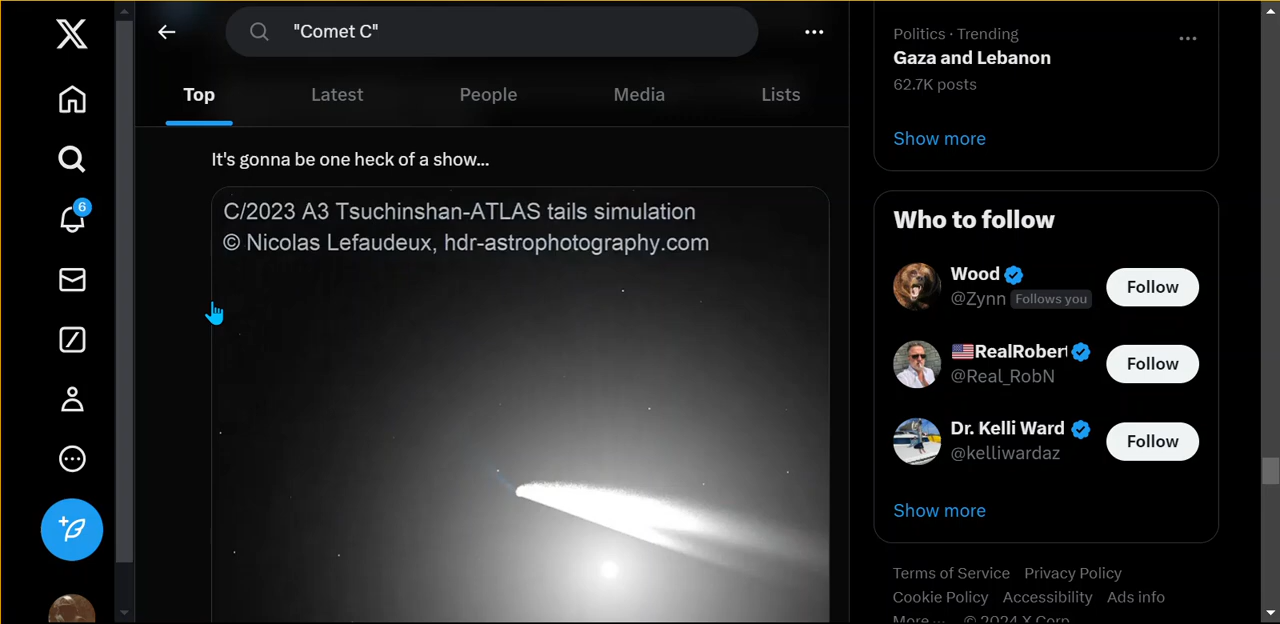 "Comet C"
Top
Latest
People
Media
Lists
6
It's gonna be one heck of a show...
C/2023 A3 Tsuchinshan-ATLAS tails simulation
© Nicolas Lefaudeux, hdr-astrophotography.com
Politics · Trending
Gaza and Lebanon
62.7K posts
Show more
Who to follow
Wood
@Zynn Follows you
Follow
RealRober
@Real_RobN
Follow
Dr. Kelli Ward
@kelliwardaz
Follow
Show more
Terms of Service Privacy Policy
Cookie Policy Accessibility Ads info
More ... © 2024 X Corp.